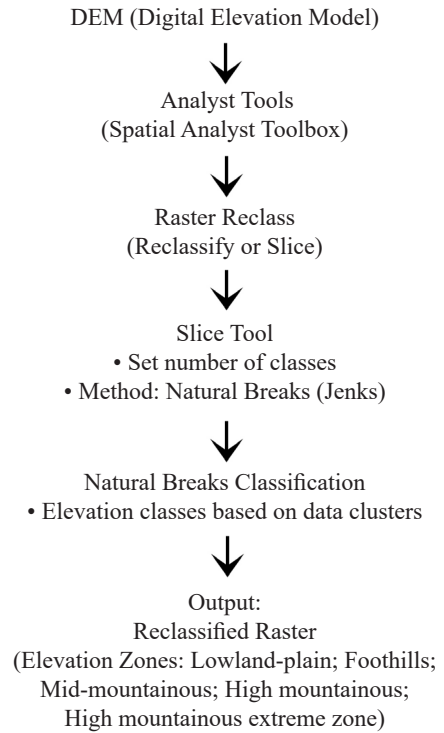 DEM (Digital Elevation Model)
Analyst Tools
(Spatial Analyst Toolbox)
Raster Reclass
(Reclassify or Slice)
Slice Tool
• Set number of classes
• Method: Natural Breaks (Jenks)
Natural Breaks Classification
• Elevation classes based on data clusters
Output:
Reclassified Raster
(Elevation Zones: Lowland-plain; Foothills;
Mid-mountainous; High mountainous;
High mountainous extreme zone)